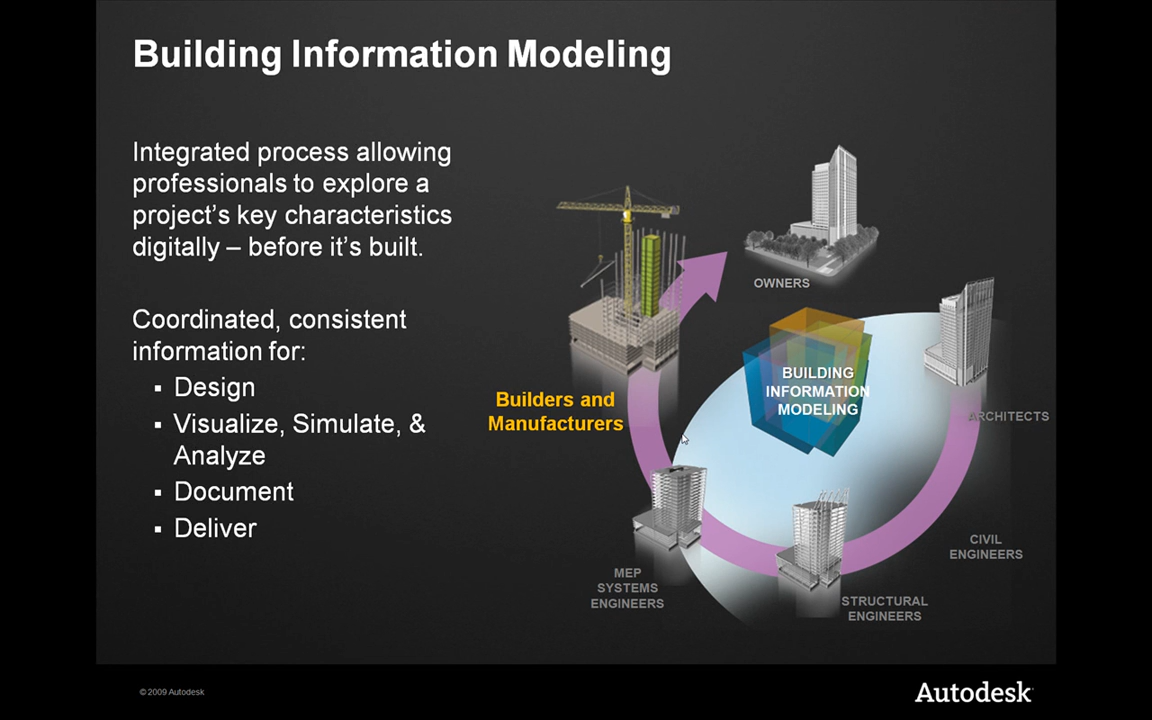 Building Information Modeling
Integrated process allowing
professionals to explore a
project’s key characteristics
digitally – before it’s built.
Coordinated, consistent
information for:
▪ Design
▪ Visualize, Simulate, &
Analyze
▪ Document
▪ Deliver
OWNERS
BUILDING
INFORMATION
MODELING
ARCHITECTS
Builders and
Manufacturers
CIVIL
ENGINEERS
MEP
SYSTEMS
ENGINEERS
STRUCTURAL
ENGINEERS
© 2009 Autodesk
Autodesk